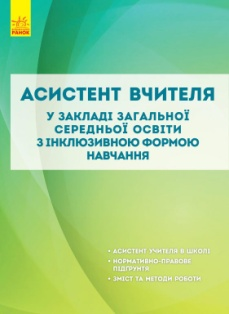 РАНОК
АСИСТЕНТ ВЧИТЕЛЯ
У ЗАКЛАДІ ЗАГАЛЬНОЇ
СЕРЕДНЬОЇ ОСВІТИ
З ІНКЛЮЗИВНОЮ ФОРМОЮ
НАВЧАННЯ
• АСИСТЕНТ УЧИТЕЛЯ В ШКОЛІ
• НОРМАТИВНО-ПРАВОВЕ
ПІДҐРУНТЯ
• ЗМІСТ ТА МЕТОДИ РОБОТИ